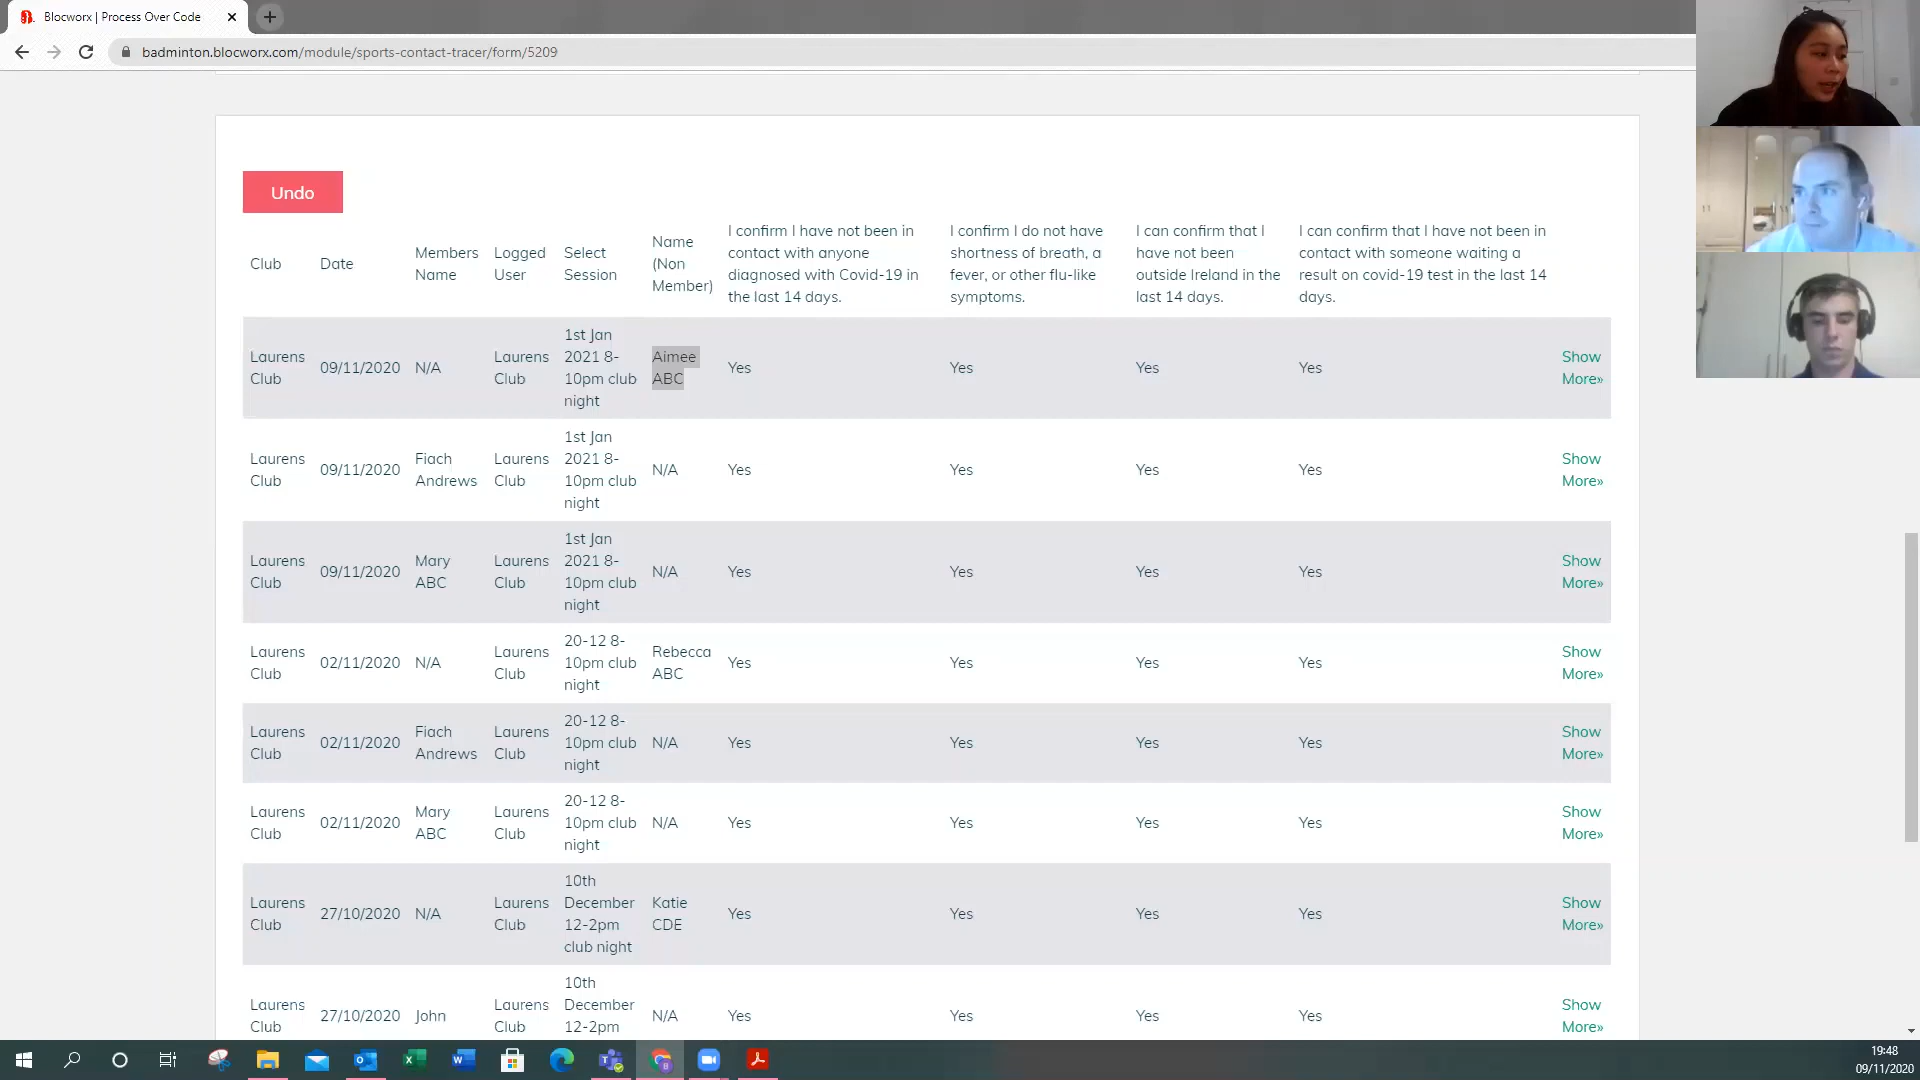 Blocworx | Process Over Code
badminton.blocworx.com/module/sports-contact-tracer/form/5209
Undo
Club
Date
Members
Name
Logged
User
Select
Session
Name
(Non
Member)
I confirm I have not been in
contact with anyone
diagnosed with Covid-19 in
the last 14 days.
I confirm I do not have
shortness of breath, a
fever, or other flu-like
symptoms.
I can confirm that I
have not been
outside Ireland in the
last 14 days.
I can confirm that I have not been in
contact with someone waiting a
result on covid-19 test in the last 14
days.
Laurens
Club
09/11/2020
N/A
Laurens
Club
1st Jan
2021 8-
10pm club
night
Aimee
ABC
Yes
Yes
Yes
Yes
Show
More»
Laurens
Club
09/11/2020
Fiach
Andrews
Laurens
Club
1st Jan
2021 8-
10pm club
night
N/A
Yes
Yes
Yes
Yes
Show
More»
Laurens
Club
09/11/2020
Mary
ABC
Laurens
Club
1st Jan
2021 8-
10pm club
night
N/A
Yes
Yes
Yes
Yes
Show
More»
Laurens
Club
02/11/2020
N/A
Laurens
Club
20-12 8-
10pm club
night
Rebecca
ABC
Yes
Yes
Yes
Yes
Show
More»
Laurens
Club
02/11/2020
Fiach
Andrews
Laurens
Club
20-12 8-
10pm club
night
N/A
Yes
Yes
Yes
Yes
Show
More»
Laurens
Club
02/11/2020
Mary
ABC
Laurens
Club
20-12 8-
10pm club
night
N/A
Yes
Yes
Yes
Yes
Show
More»
Laurens
Club
27/10/2020
N/A
Laurens
Club
10th
December
12-2pm
club night
Katie
CDE
Yes
Yes
Yes
Yes
Show
More»
Laurens
Club
27/10/2020
John
Laurens
Club
10th
December
12-2pm
N/A
Yes
Yes
Yes
Yes
Show
More»
19:48
09/11/2020